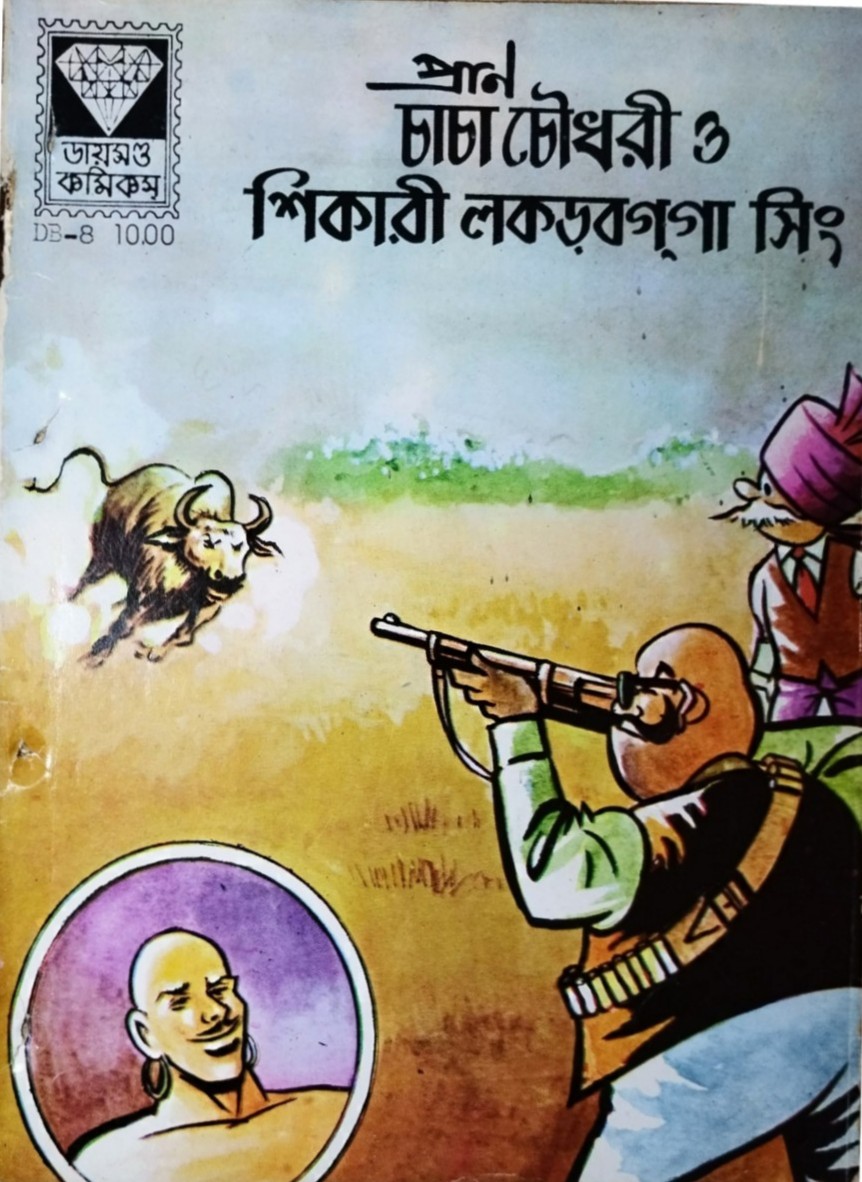 ডায়মণ্ড
কমিকস্
DB-8 10.00
প্রাণ
চাচা চৌধরী ও
শিকারী লকড়বগ্গা সিং